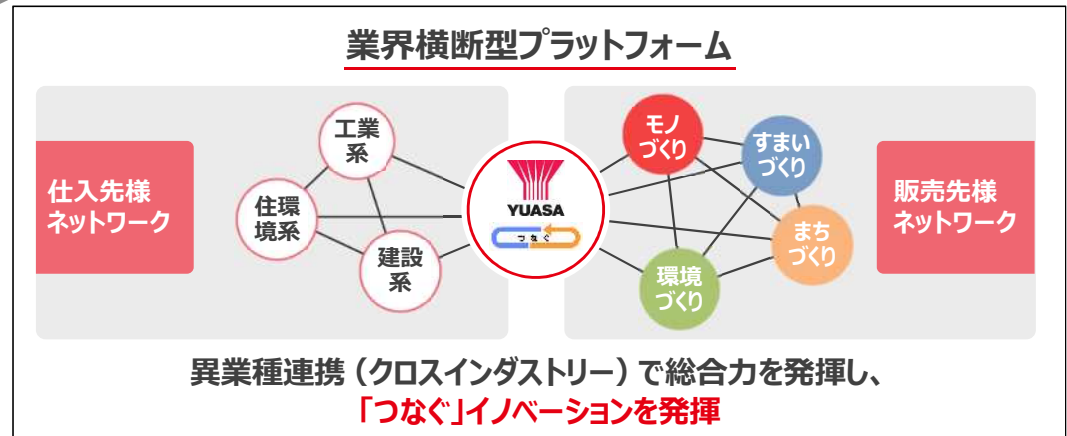 業界横断型プラットフォーム
仕入先様
ネットワーク
工業
系
住環
境系
建設
系
YUASA
つなぐ
モノ
づくり
すまい
づくり
まち
づくり
環境
づくり
販売先様
ネットワーク
異業種連携（クロスインダストリー）で総合力を発揮し、
「つなぐ」イノベーションを発揮